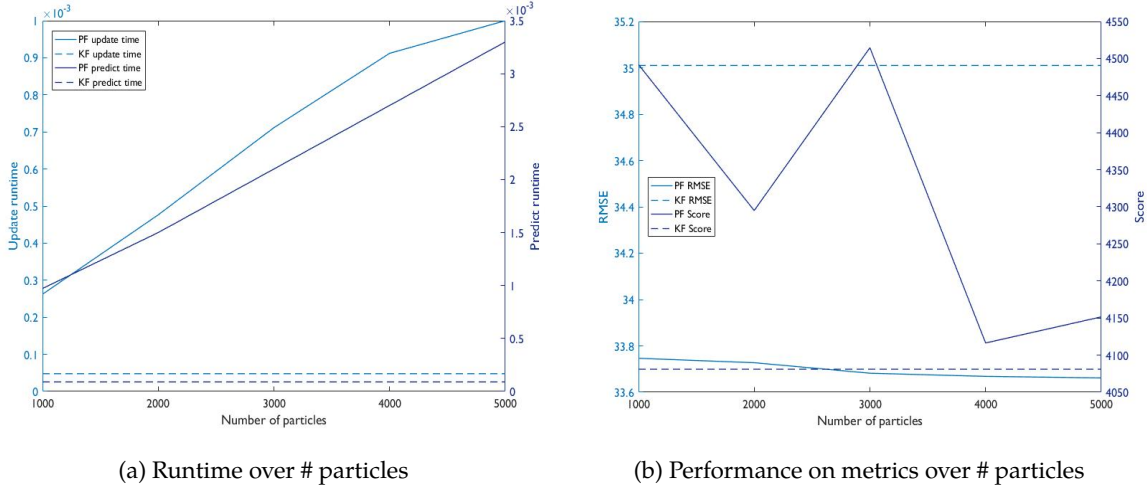 ×10⁻³
×10⁻³
1
0.9
0.8
0.7
0.6
0.5
0.4
0.3
0.2
0.1
0
Update runtime
PF update time
KF update time
PF predict time
KF predict time
3.5
3
2.5
2
1.5
1
0.5
0
Predict runtime
1000 2000 3000 4000 5000
Number of particles
35.2
35
34.8
34.6
34.4
34.2
34
33.8
33.6
RMSE
PF RMSE
KF RMSE
PF Score
KF Score
4550
4500
4450
4400
4350
4300
4250
4200
4150
4100
4050
Score
1000 2000 3000 4000 5000
Number of particles
(a) Runtime over # particles
(b) Performance on metrics over # particles